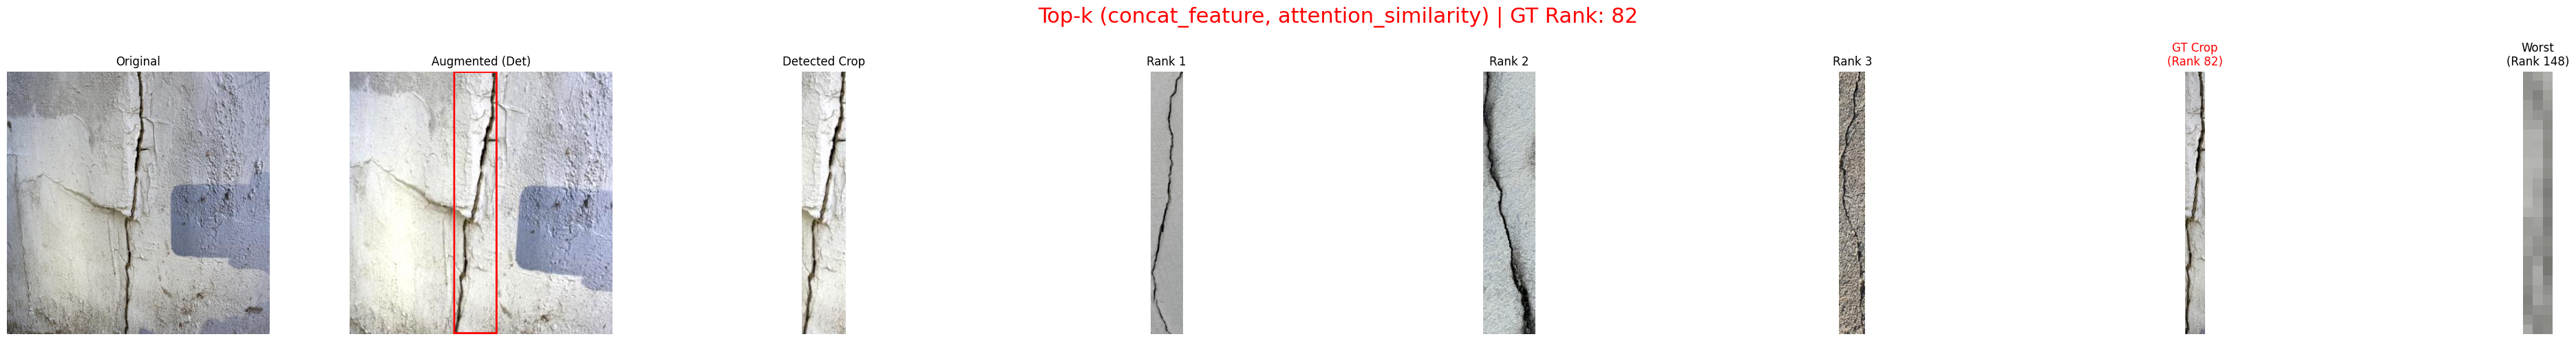 Top-k (concat_feature, attention_similarity) | GT Rank: 82
Original
Augmented (Det)
Detected Crop
Rank 1
Rank 2
Rank 3
GT Crop
(Rank 82)
Worst
(Rank 148)